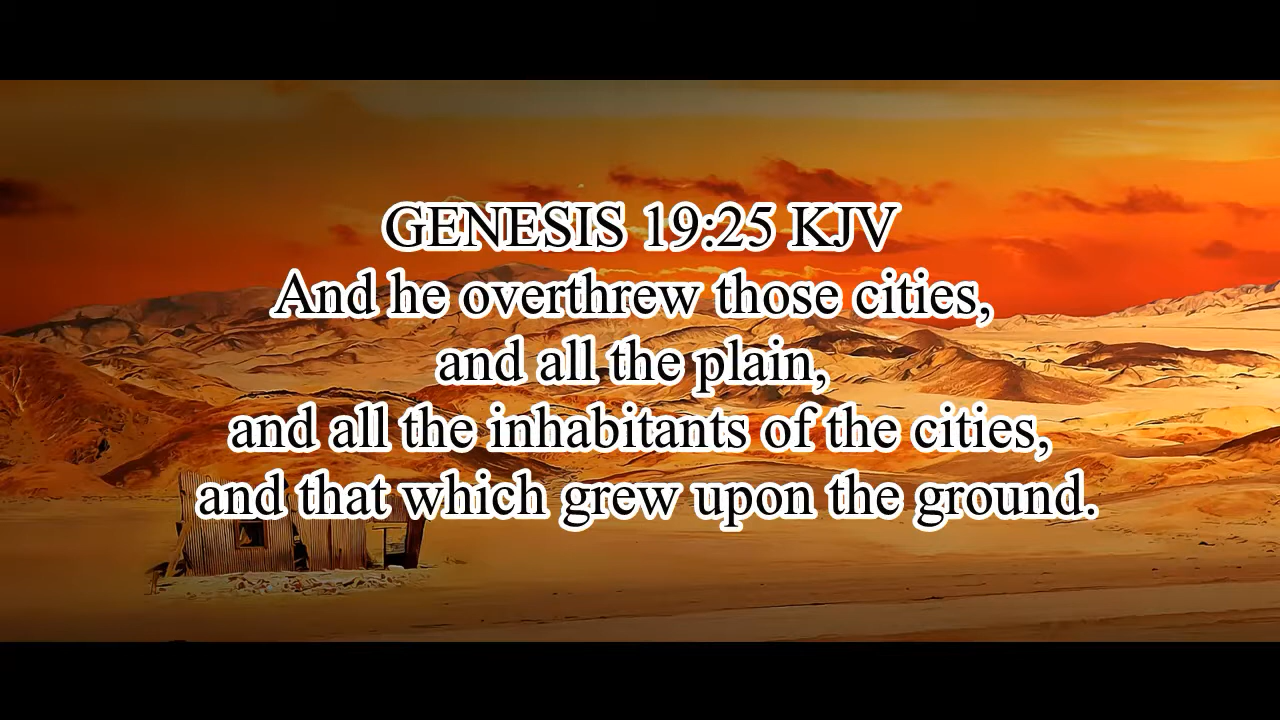 GENESIS 19:25 KJV
And he overthrew those cities,
and all the plain,
and all the inhabitants of the cities,
and that which grew upon the ground.